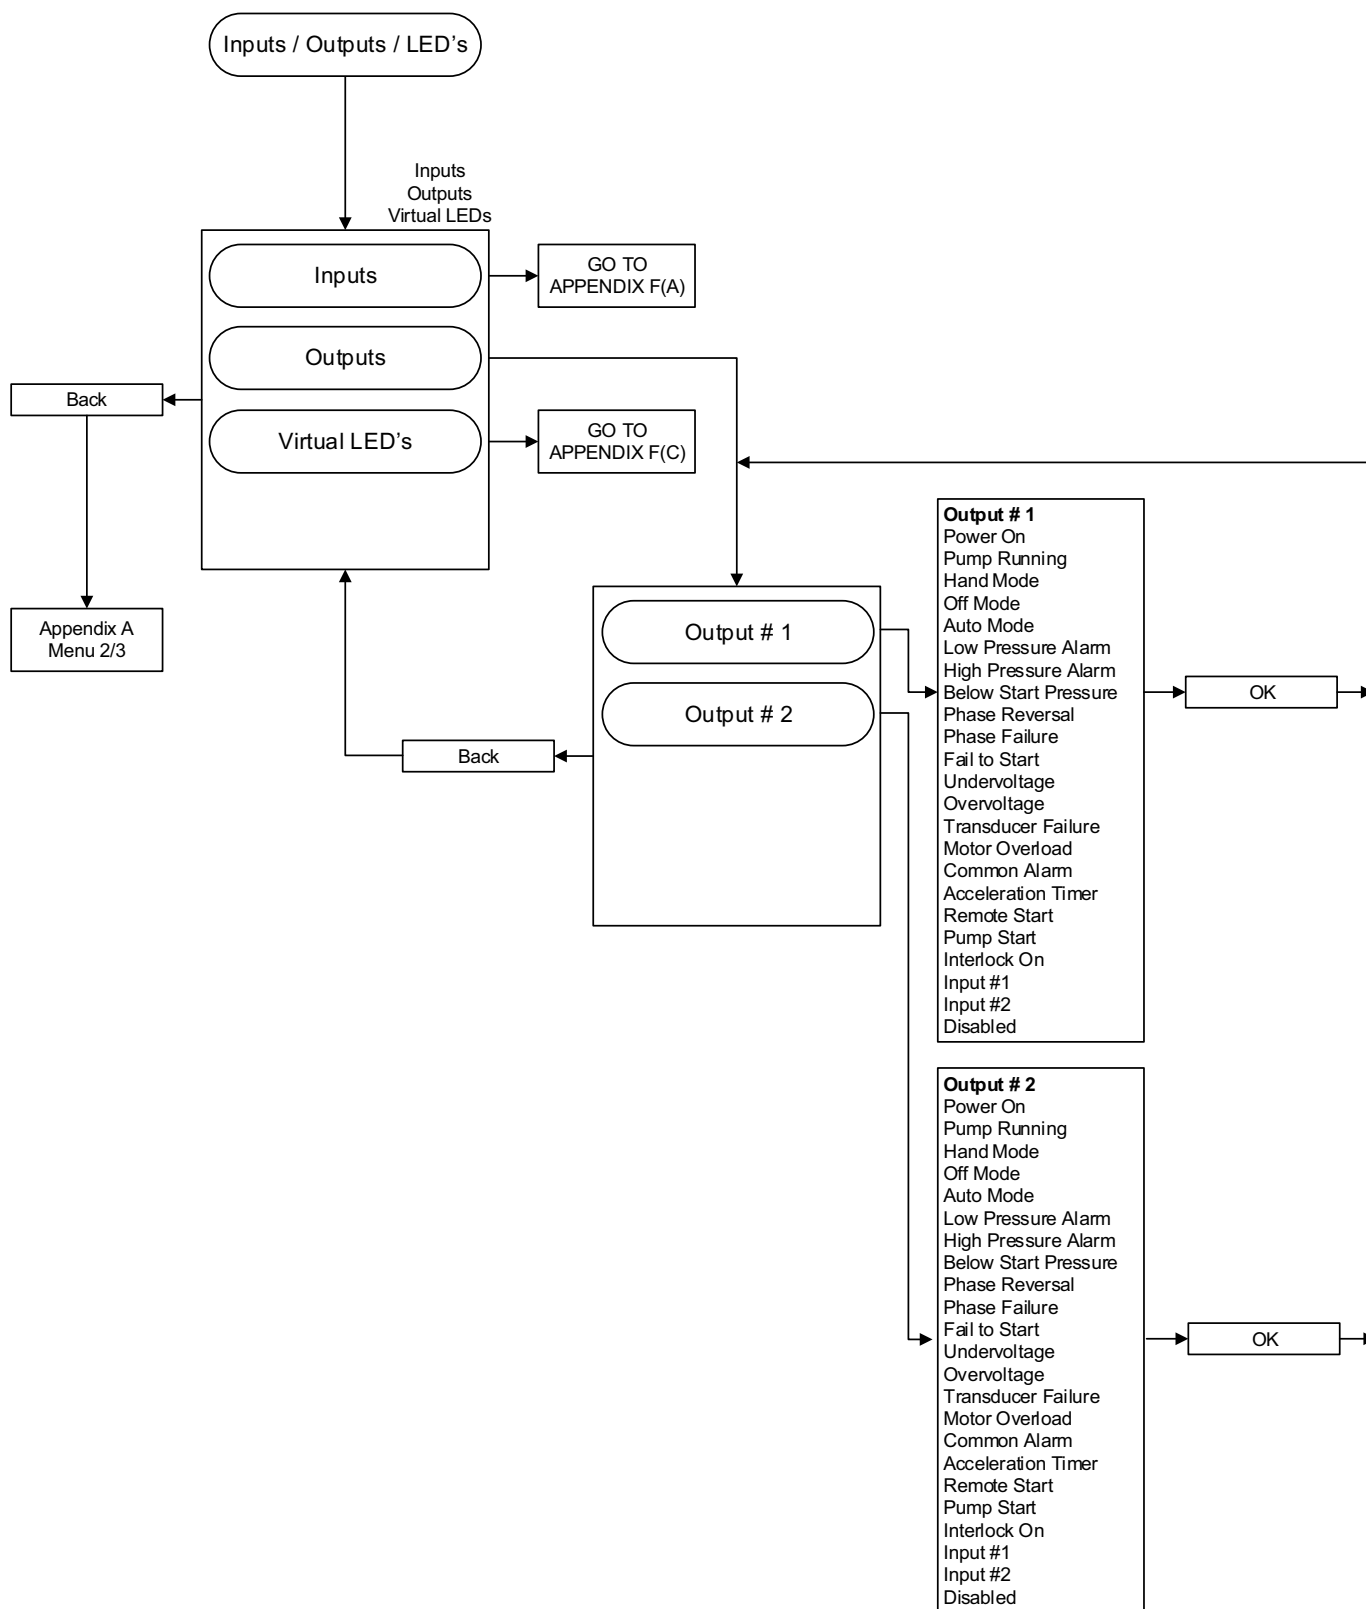 Inputs / Outputs / LED's
Inputs
Outputs
Virtual LEDs
Inputs
GO TO
APPENDIX F(A)
Outputs
Back
Virtual LED's
GO TO
APPENDIX F(C)
Appendix A
Menu 2/3
Output # 1
Output # 2
Back
Output # 1
Power On
Pump Running
Hand Mode
Off Mode
Auto Mode
Low Pressure Alarm
High Pressure Alarm
Below Start Pressure
Phase Reversal
Phase Failure
Fail to Start
Undervoltage
Overvoltage
Transducer Failure
Motor Overload
Common Alarm
Acceleration Timer
Remote Start
Pump Start
Interlock On
Input #1
Input #2
Disabled
OK
Output # 2
Power On
Pump Running
Hand Mode
Off Mode
Auto Mode
Low Pressure Alarm
High Pressure Alarm
Below Start Pressure
Phase Reversal
Phase Failure
Fail to Start
Undervoltage
Overvoltage
Transducer Failure
Motor Overload
Common Alarm
Acceleration Timer
Remote Start
Pump Start
Interlock On
Input #1
Input #2
Disabled
OK